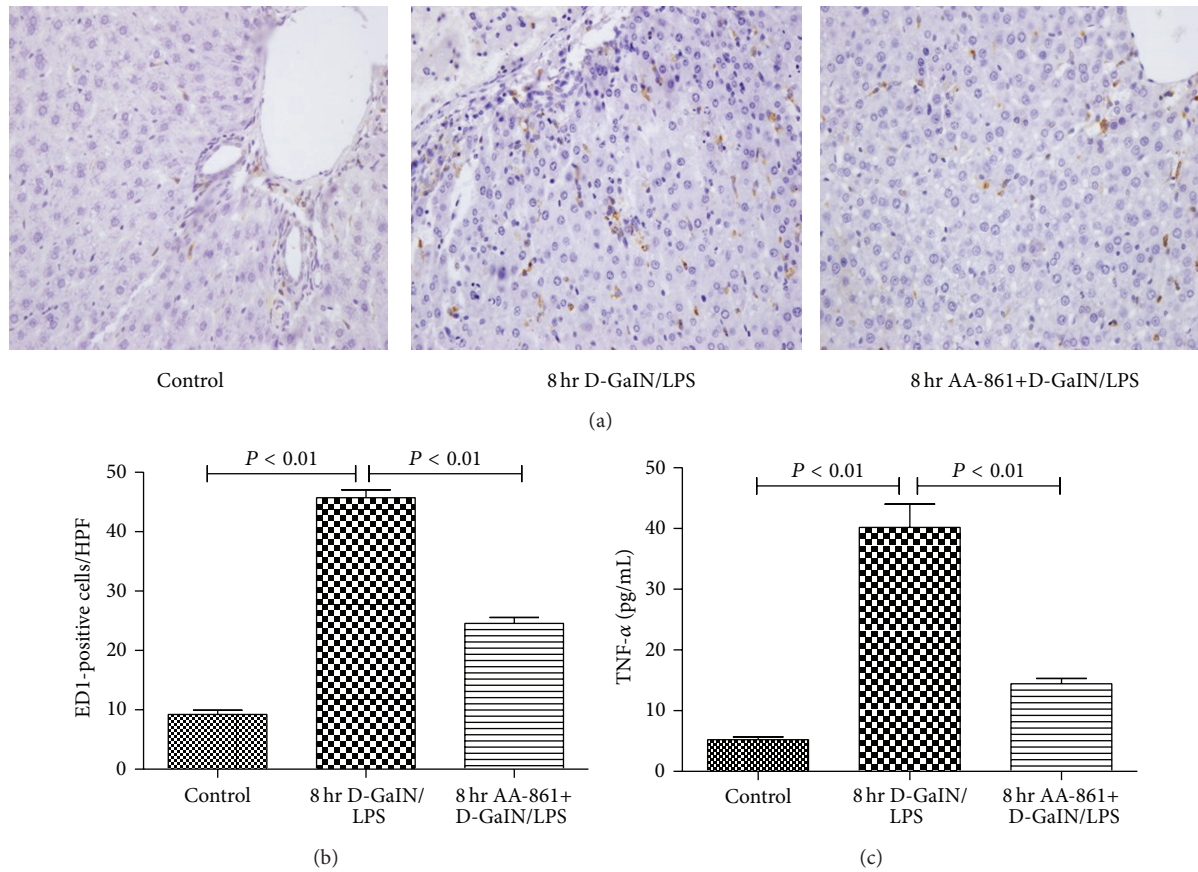 Control
8 hr D-GaIN/LPS
8 hr AA-861+D-GaIN/LPS
(a)
ED1-positive cells/HPF
50
40
30
20
10
0
P < 0.01
P < 0.01
Control
8 hr D-GaIN/
LPS
8 hr AA-861+
D-GaIN/LPS
(b)
TNF-α (pg/mL)
50
40
30
20
10
0
P < 0.01
P < 0.01
Control
8 hr D-GaIN/
LPS
8 hr AA-861+
D-GaIN/LPS
(c)